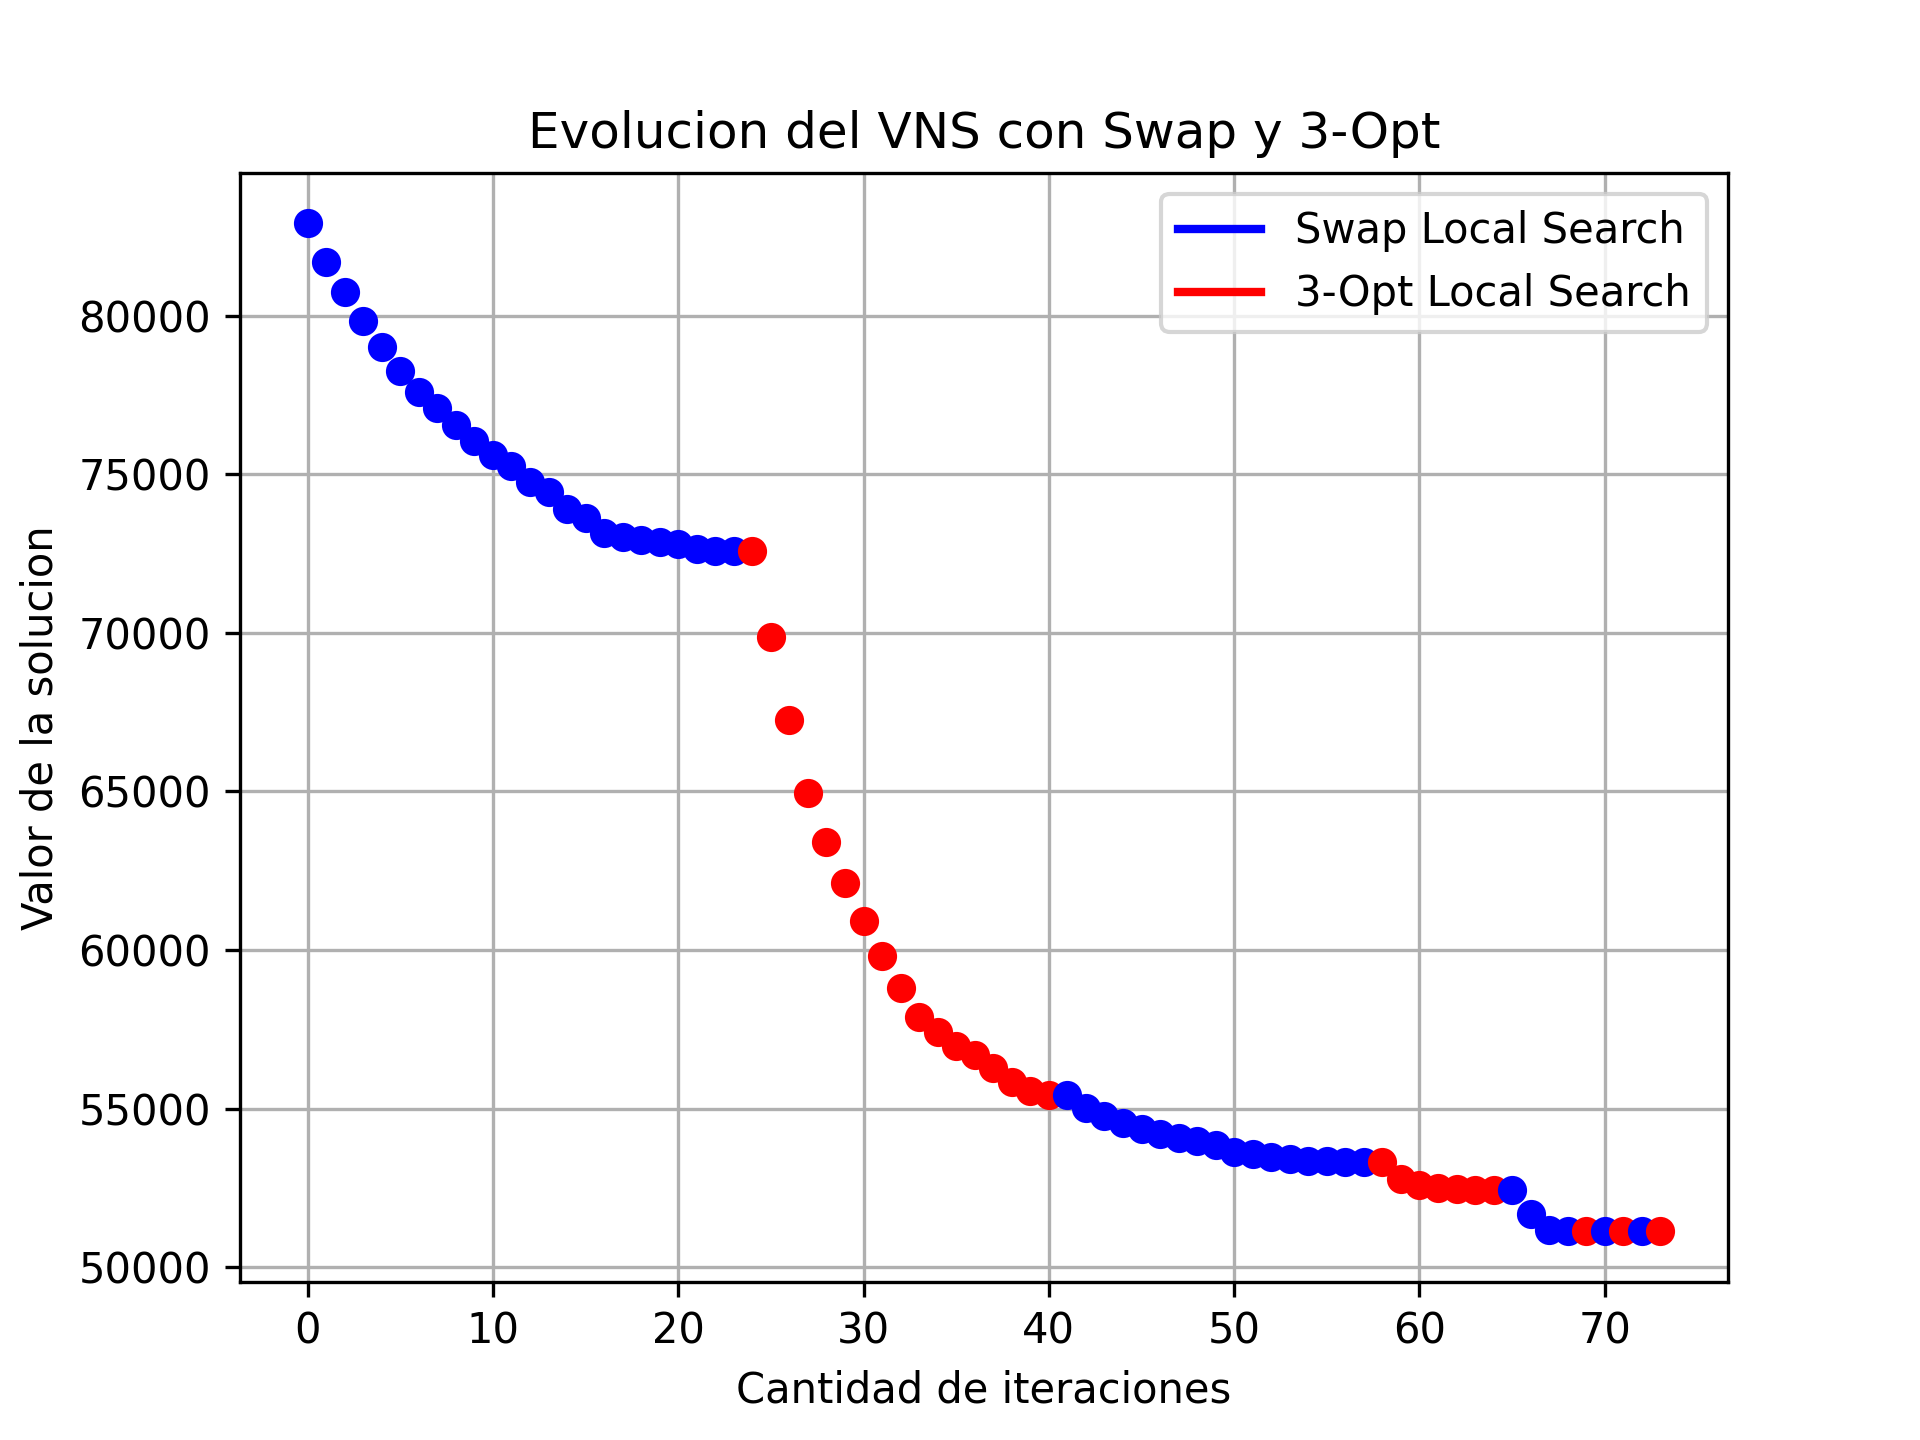 Evolucion del VNS con Swap y 3-Opt
Swap Local Search
3-Opt Local Search
Valor de la solucion
80000
75000
70000
65000
60000
55000
50000
0 10 20 30 40 50 60 70
Cantidad de iteraciones